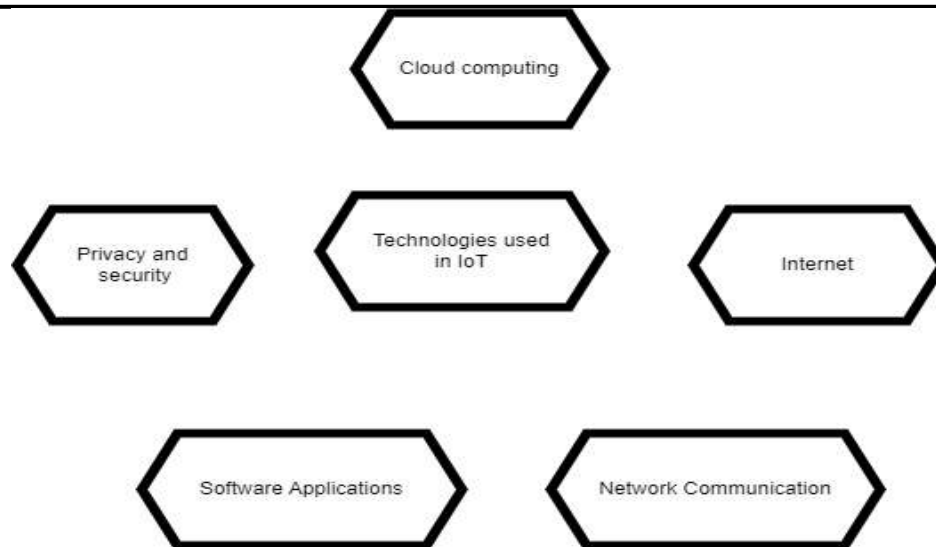 Cloud computing
Privacy and
security
Technologies used
in IoT
Internet
Software Applications
Network Communication